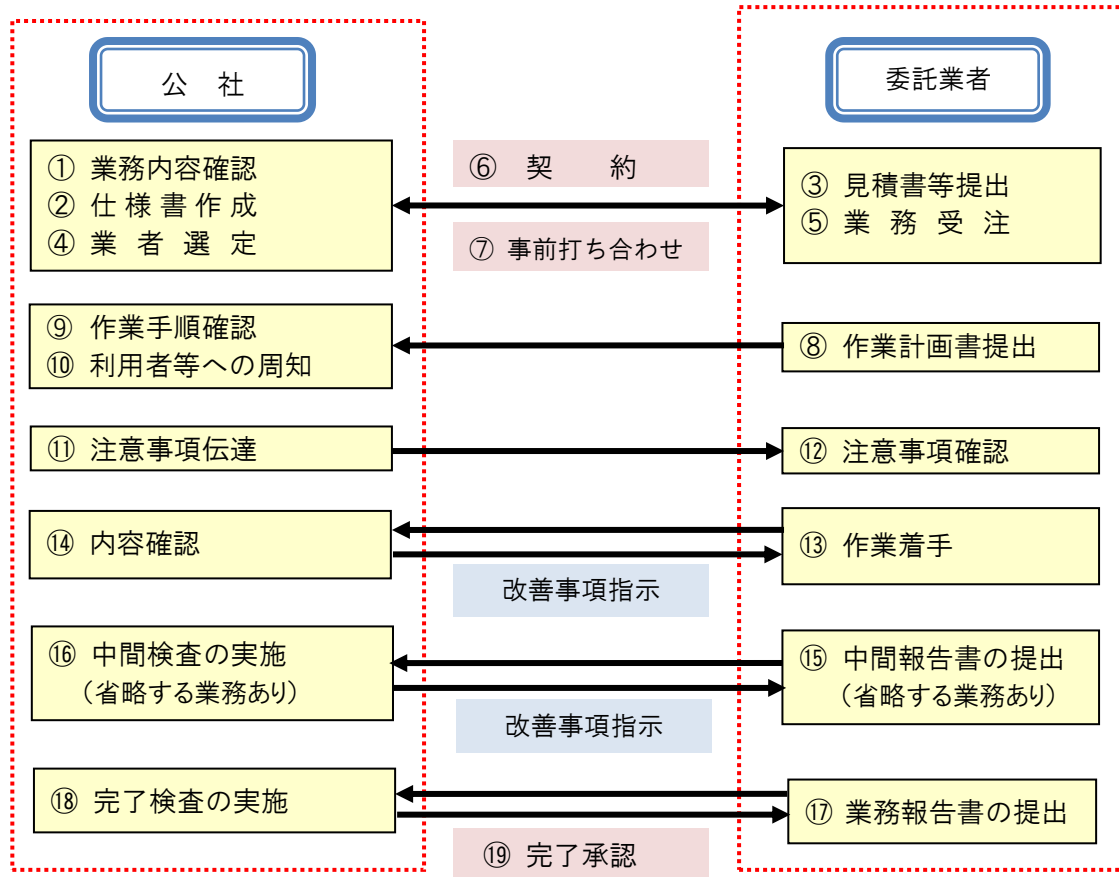 公　社
委託業者
① 業務内容確認
② 仕 様 書 作 成
④ 業　者　選　定
⑥　契　　約
⑦ 事前打ち合わせ
③ 見積書等提出
⑤ 業　務　受　注
⑨ 作業手順確認
⑩ 利用者等への周知
⑧ 作業計画書提出
⑪ 注意事項伝達
⑫ 注意事項確認
⑭ 内容確認
⑬ 作業着手
改善事項指示
⑯ 中間検査の実施
（省略する業務あり）
⑮ 中間報告書の提出
（省略する業務あり）
改善事項指示
⑱ 完了検査の実施
⑰ 業務報告書の提出
⑲ 完了承認